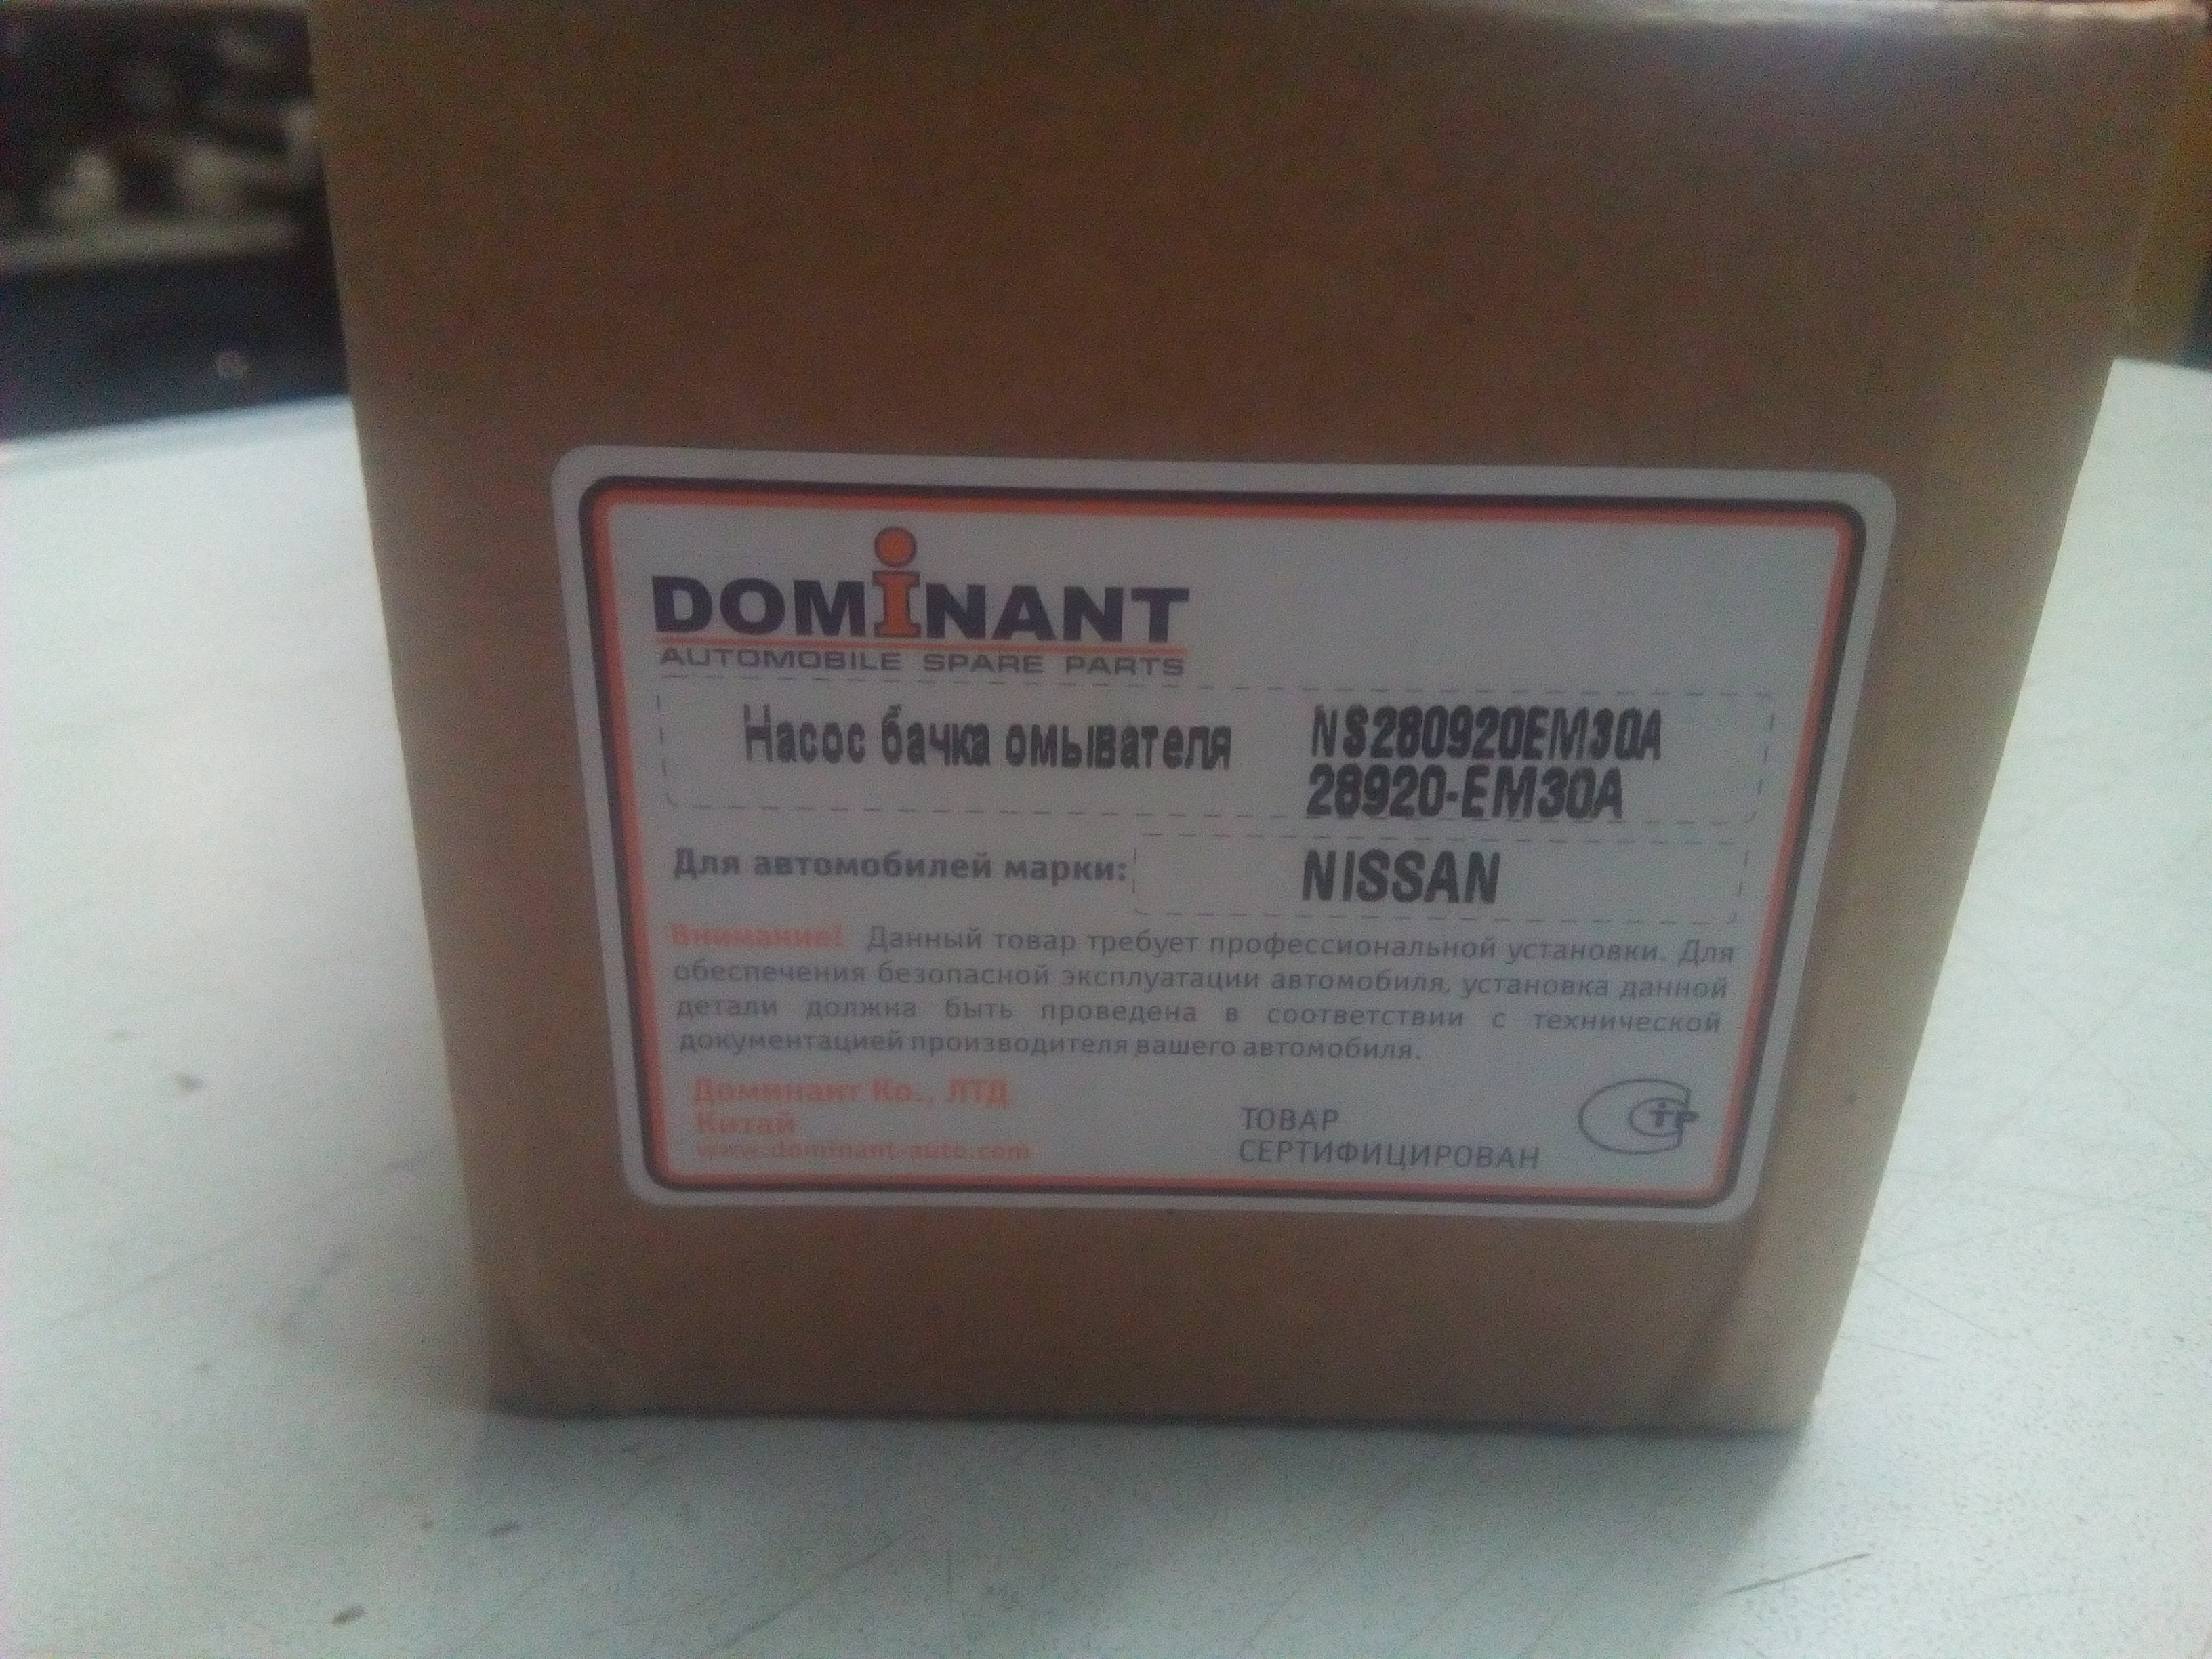 DOMiNANT
AUTOMOBILE SPARE PARTS
Насос бачка омывателя NS280920EM30A
28920-EM30A
Для автомобилей марки: NISSAN
Внимание! Данный товар требует профессиональной установки. Для
обеспечения безопасной эксплуатации автомобиля, установка данной
детали должна быть проведена в соответствии с технической
документацией производителя вашего автомобиля.
Доминант Ко., ЛТД
Китай
www.dominant-auto.com
ТОВАР
СЕРТИФИЦИРОВАН